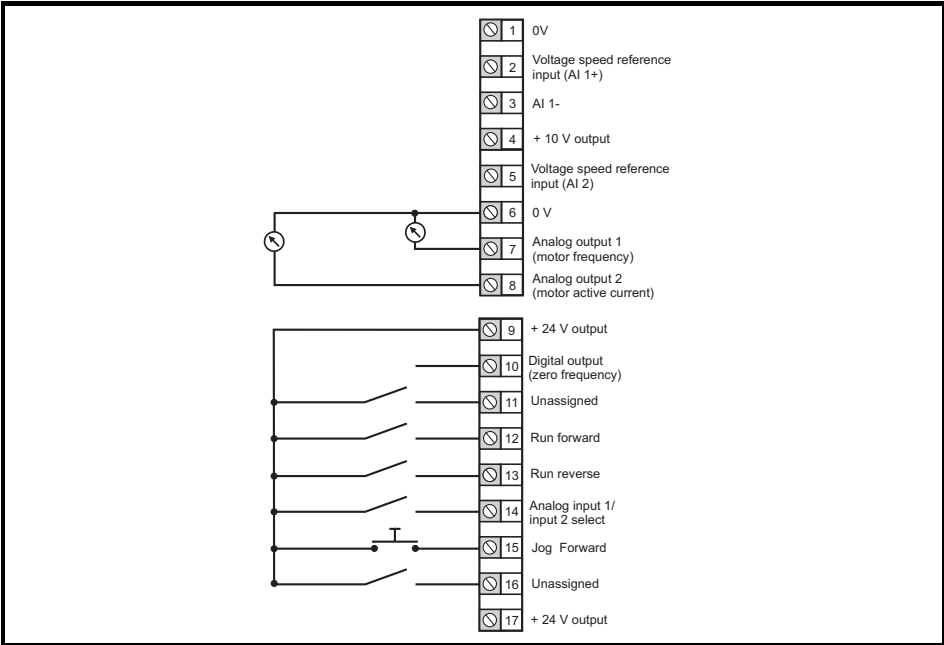 1 0V
2 Voltage speed reference
input (AI 1+)
3 AI 1-
4 + 10 V output
5 Voltage speed reference
input (AI 2)
6 0 V
7 Analog output 1
(motor frequency)
8 Analog output 2
(motor active current)
9 + 24 V output
10 Digital output
(zero frequency)
11 Unassigned
12 Run forward
13 Run reverse
14 Analog input 1/
input 2 select
15 Jog Forward
16 Unassigned
17 + 24 V output